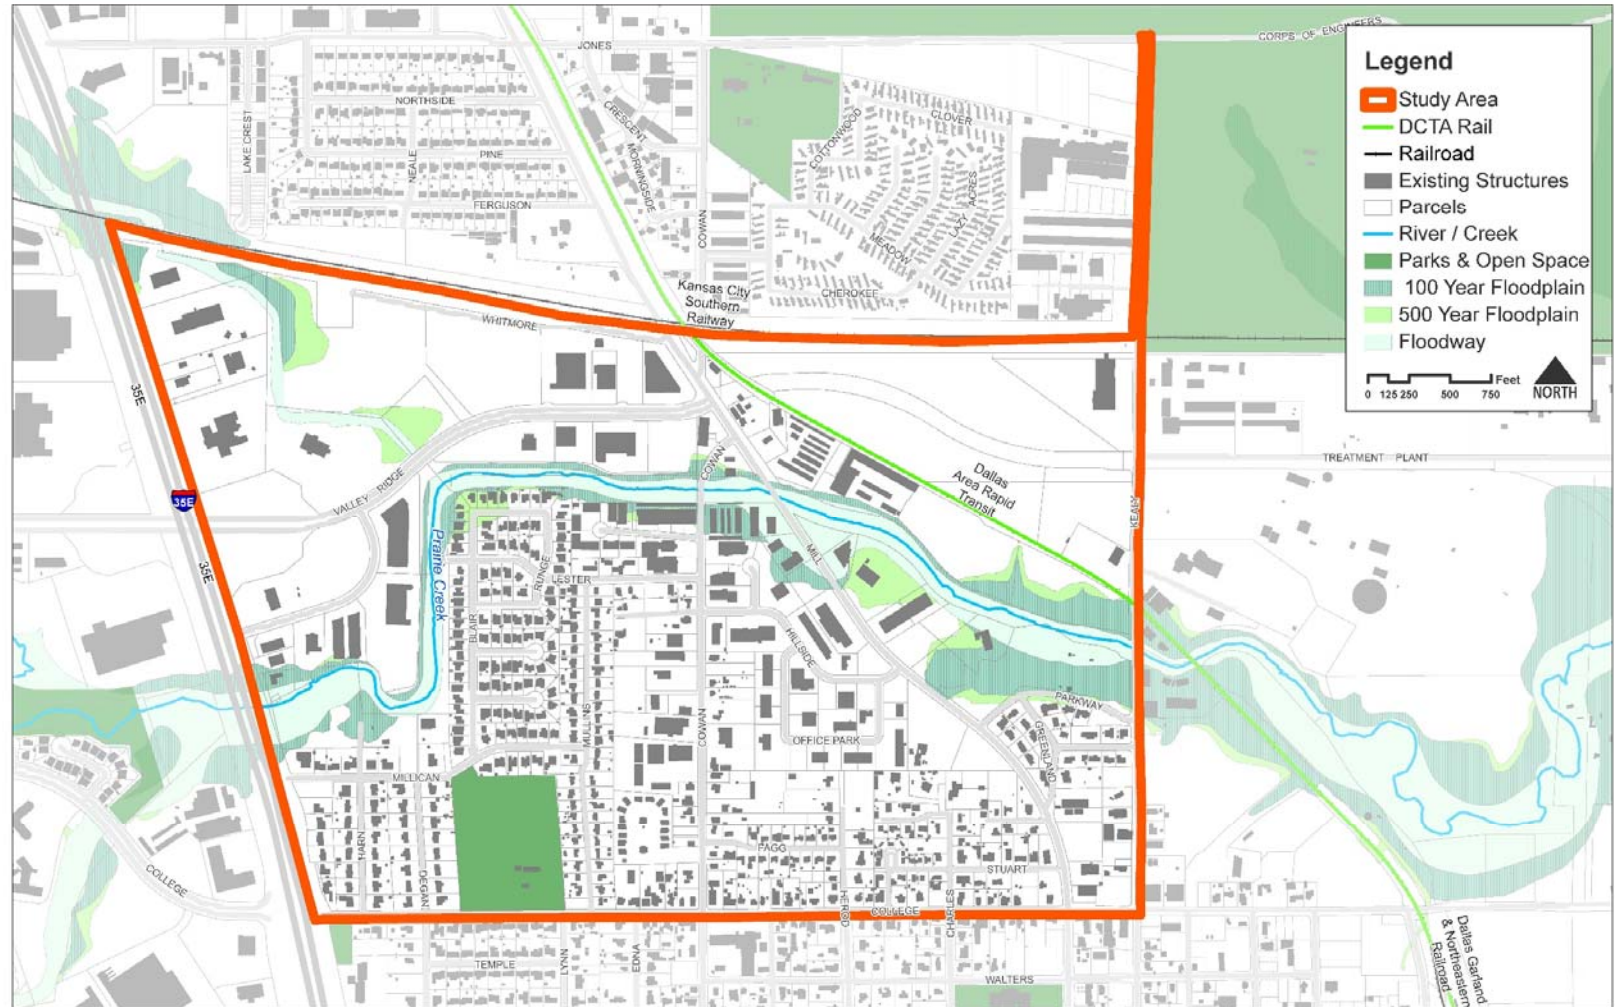 JONES
CORPS OF ENGINEERS
Legend
Study Area
DCTA Rail
Railroad
Existing Structures
Parcels
River / Creek
Parks & Open Space
100 Year Floodplain
500 Year Floodplain
Floodway
0 125 250 500 750 Feet
NORTH
NORTHSIDE
LAKE CREST
NEALE
PINE
FERGUSON
CRESCENT
MORNINGSIDE
COWAN
COTTONWOOD
CLOVER
LAZY ACRES
MEADOW
CHEROKEE
Kansas City
Southern
Railway
WHITMORE
35E
35E
35E
VALLEY RIDGE
COWAN
Dallas
Area Rapid
Transit
TREATMENT PLANT
KEALY
Prairie Creek
MILL
RUNGE
LESTER
BLAIR
HILLSIDE
MULLINS
COWAN
OFFICE PARK
PARKWAY
GREENLAND
MILLICAN
HARN
DEGAN
FAGG
STUART
HEROD
CHARLES
COLLEGE
COLLEGE
TEMPLE
LYNN
EDNA
WALTERS
Dallas Garland
& Northeastern
Railroad